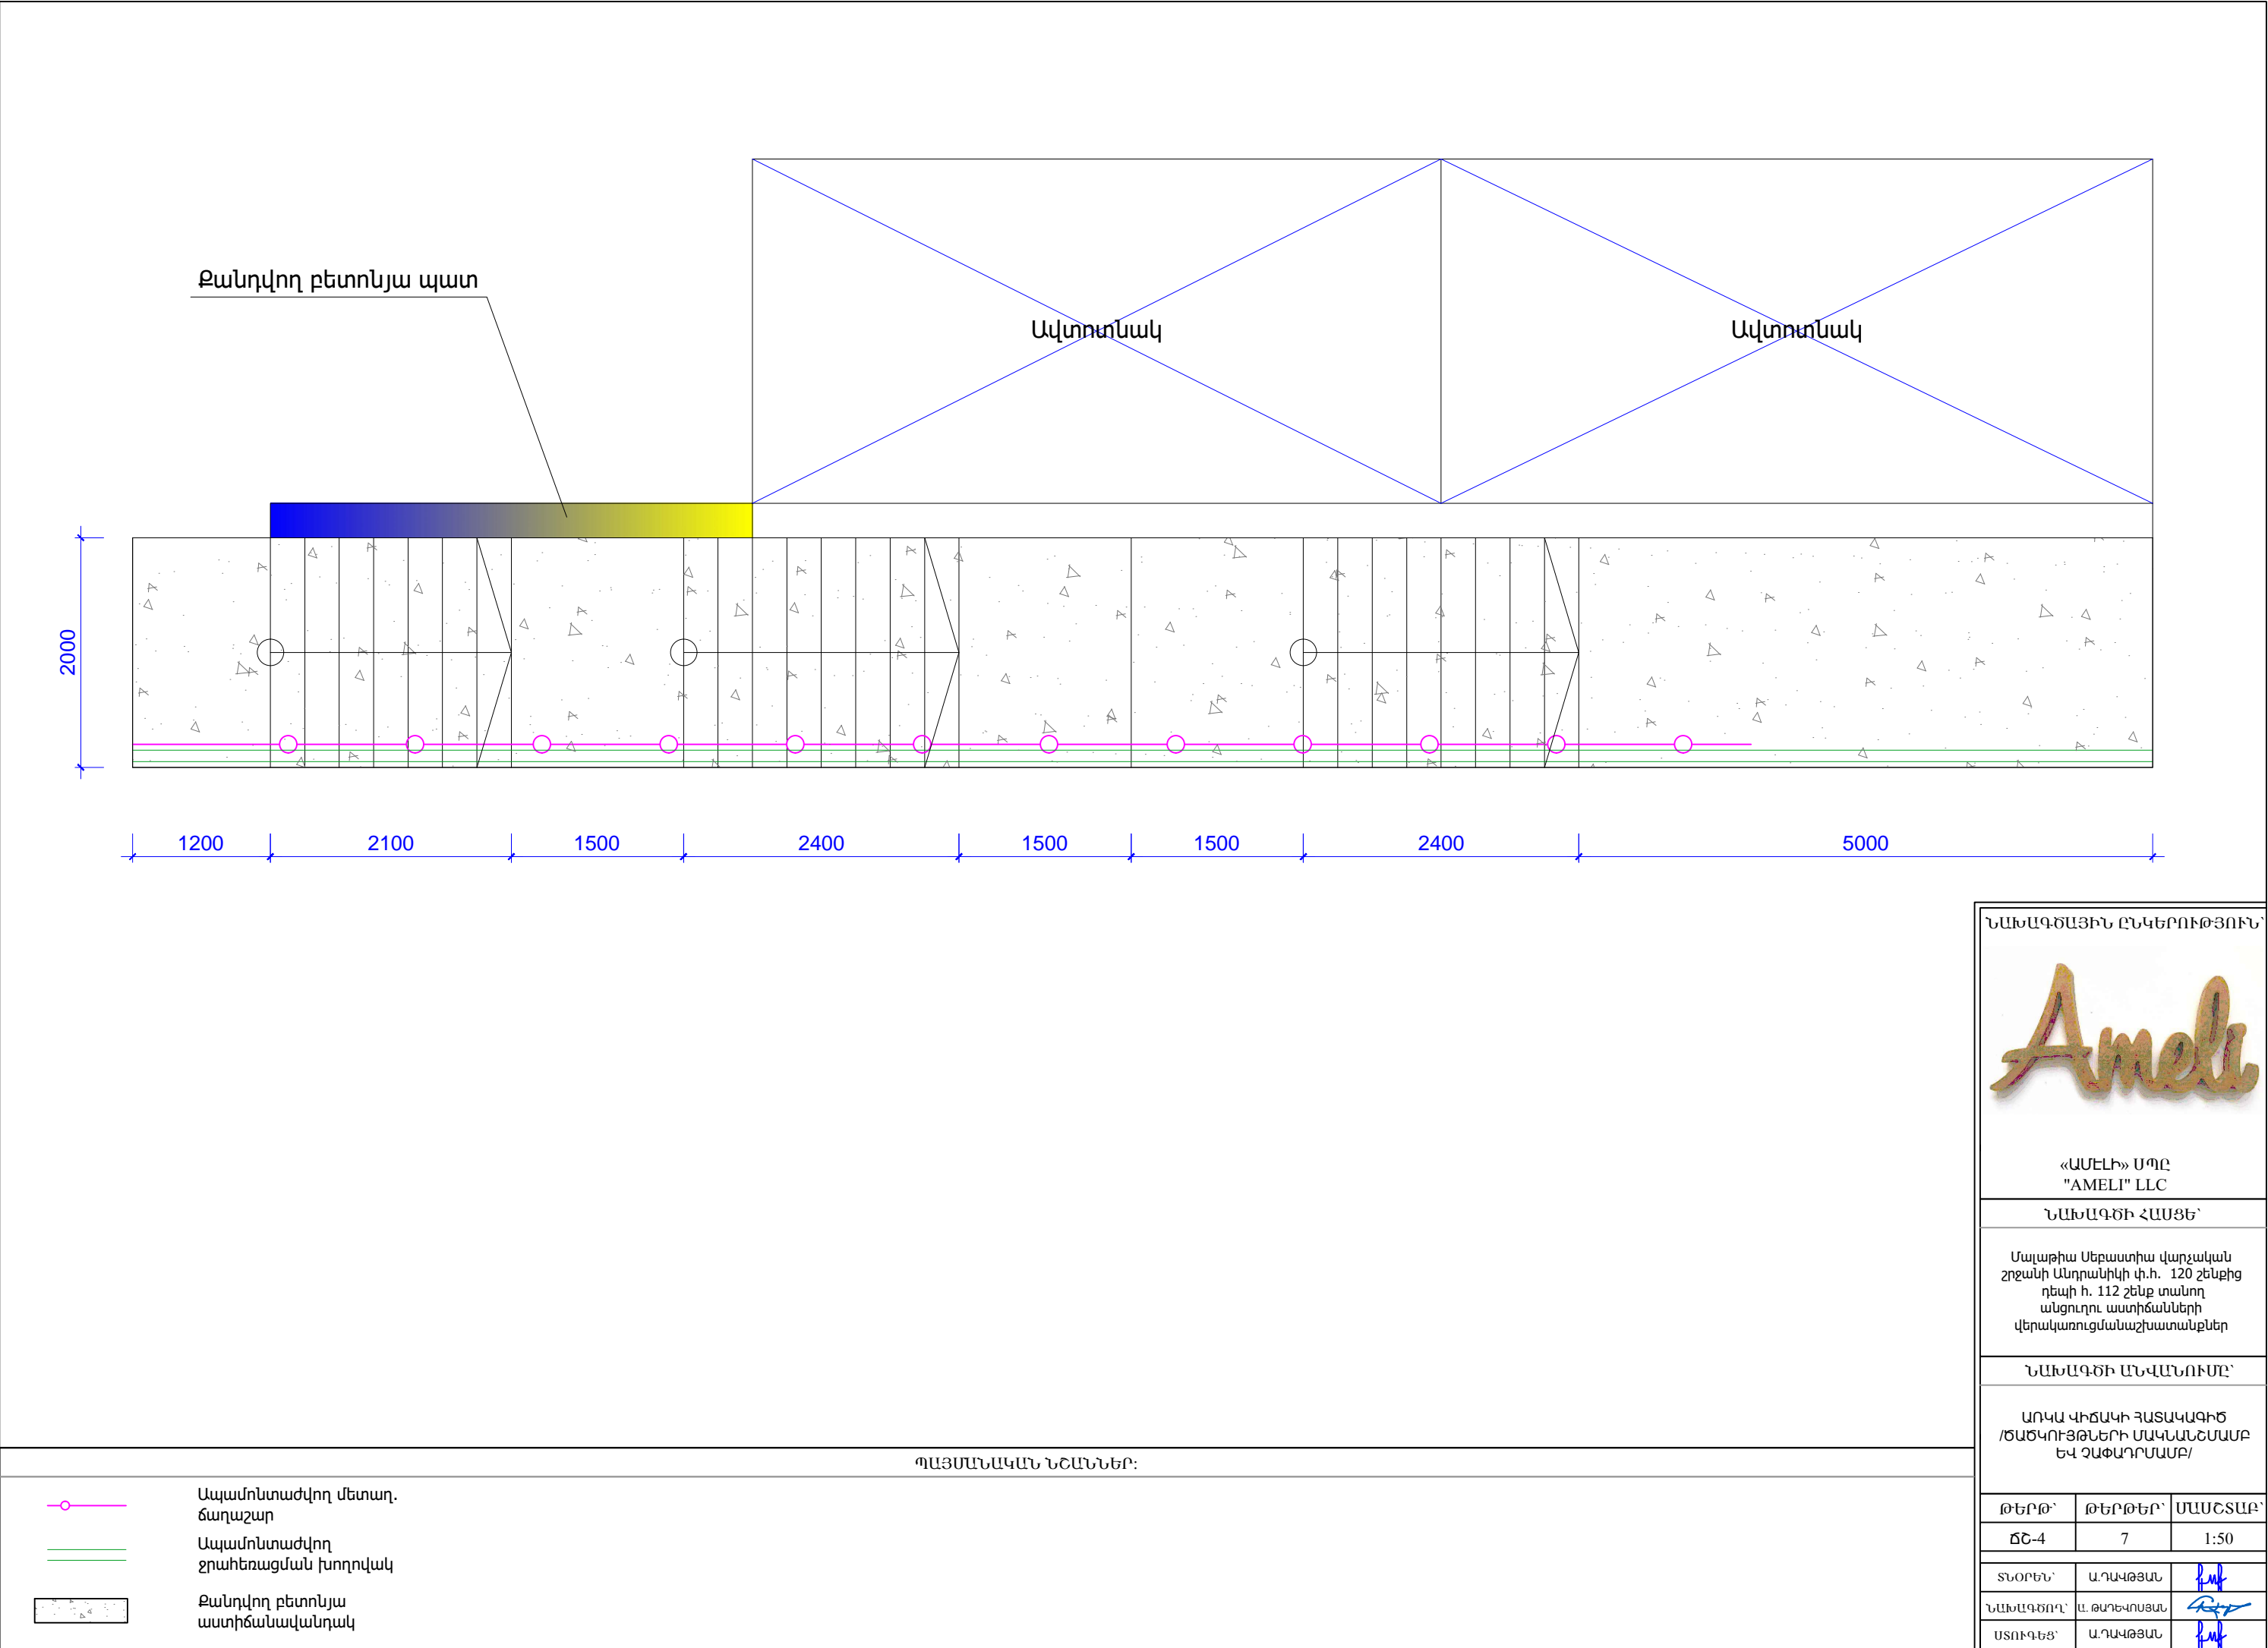 Քանդվող բետոնյա պատ
Ավտոտնակ
Ավտոտնակ
2000
1200
2100
1500
2400
1500
1500
2400
5000
ՆԱԽԱԳԾԱՅԻՆ ԸՆԿԵՐՈՒԹՅՈՒՆ՝
Ameli
«ԱՄԷԼԻ» ՍՊԸ
"AMELI" LLC
ՆԱԽԱԳԾԻ ՀԱՍՑԵ՝
Մալաթիա Սեբաստիա վարչական
շրջանի Անդրանիկի փ.հ. 120 շենքից
դեպի հ. 112 շենք տանող
անցուղու աստիճանների
վերակառուցմանաշխատանքներ
ՆԱԽԱԳԾԻ ԱՆՎԱՆՈՒՄԸ՝
ԱՌԿԱ ՎԻՃԱԿԻ ՀԱՏԱԿԱԳԻԾ
/ԾԱԾԿՈՒՅԹՆԵՐԻ ՄԱԿՆԱՆՇՄԱՄԲ
ԵՎ ՉԱՓԱԴՐՄԱՄԲ/
ԹԵՐԹ՝ ԹԵՐԹԵՐ՝ ՄԱՍՇՏԱԲ՝
ՃՇ-4 7 1:50
ՏՆՕՐԵՆ՝ Ա.ԴԱՎԹՅԱՆ
ՆԱԽԱԳԾՈՂ՝ Ա. ԹԱԴԵՎՈՍՅԱՆ
ՍՏՈՒԳԵՑ՝ Ա.ԴԱՎԹՅԱՆ
ՊԱՅՄԱՆԱԿԱՆ ՆՇԱՆՆԵՐ:
Ապամոնտաժվող մետաղ.
ճաղաշար
Ապամոնտաժվող
ջրահեռացման խողովակ
Քանդվող բետոնյա
աստիճանավանդակ